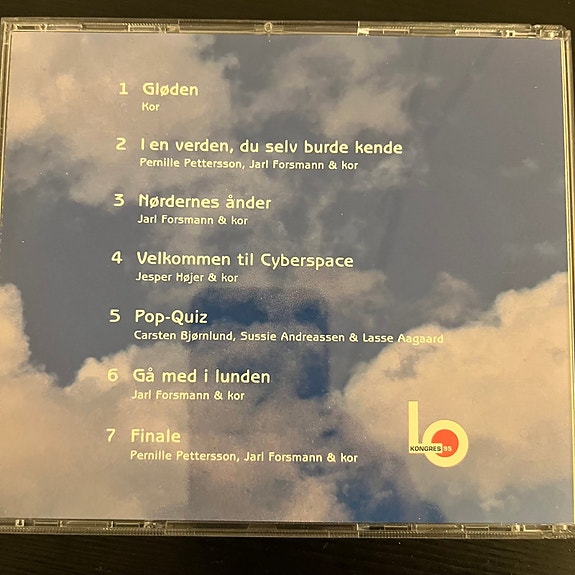 1 Gløden
Kor
2 I en verden, du selv burde kende
Pernille Pettersson, Jarl Forsmann & kor
3 Nørdernes ånder
Jarl Forsmann & kor
4 Velkommen til Cyberspace
Jesper Højer & kor
5 Pop-Quiz
Carsten Bjørnlund, Sussie Andreassen & Lasse Aagaard
6 Gå med i lunden
Jarl Forsmann & kor
7 Finale
Pernille Pettersson, Jarl Forsmann & kor
KONGRES 95